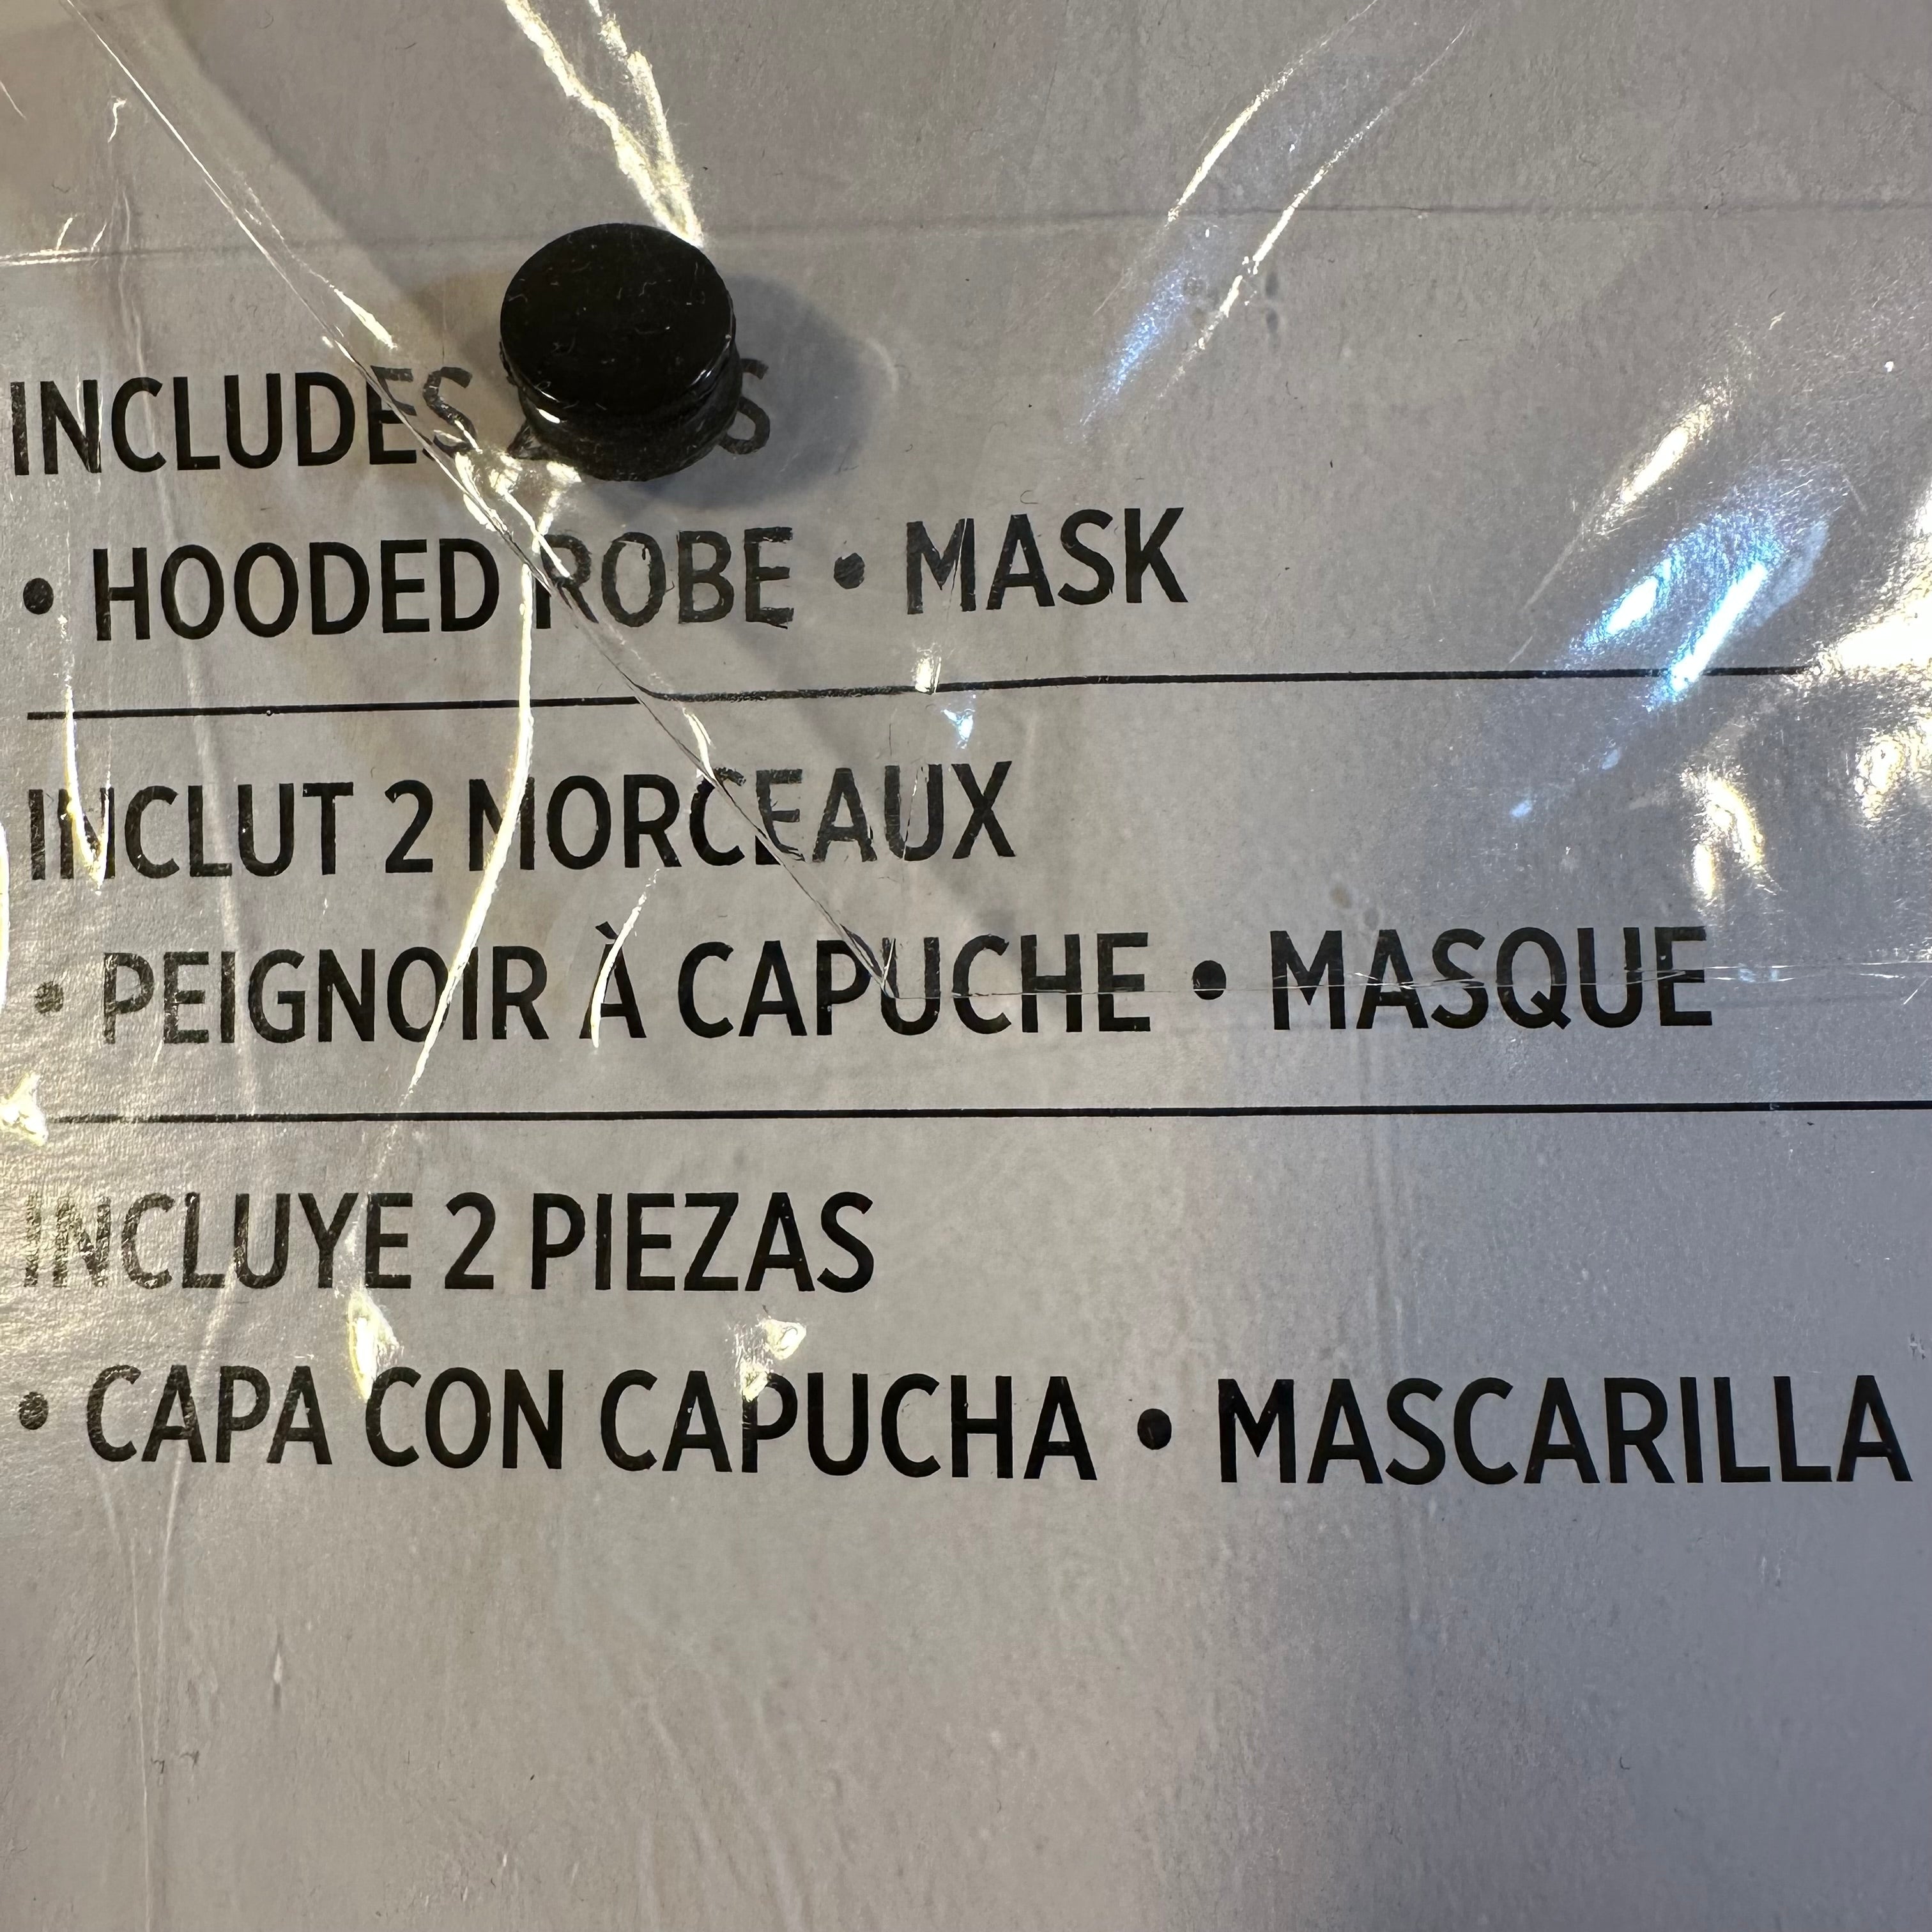 INCLUDES
• HOODED ROBE • MASK
INCLUT 2 MORCEAUX
• PEIGNOIR À CAPUCHE • MASQUE
INCLUYE 2 PIEZAS
• CAPA CON CAPUCHA • MASCARILLA